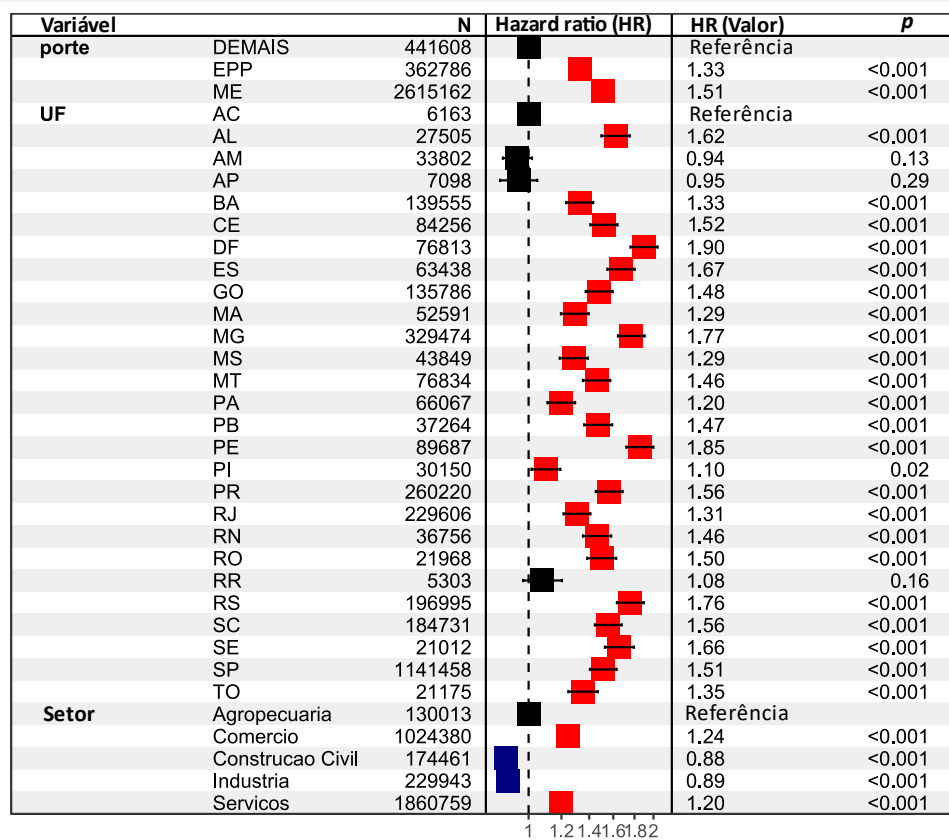 Variável N Hazard ratio (HR) HR (Valor) p
porte DEMAIS 441608 Referência
EPP 362786 1.33 <0.001
ME 2615162 1.51 <0.001
UF AC 6163 Referência
AL 27505 1.62 <0.001
AM 33802 0.94 0.13
AP 7098 0.95 0.29
BA 139555 1.33 <0.001
CE 84256 1.52 <0.001
DF 76813 1.90 <0.001
ES 63438 1.67 <0.001
GO 135786 1.48 <0.001
MA 52591 1.29 <0.001
MG 329474 1.77 <0.001
MS 43849 1.29 <0.001
MT 76834 1.46 <0.001
PA 66067 1.20 <0.001
PB 37264 1.47 <0.001
PE 89687 1.85 <0.001
PI 30150 1.10 0.02
PR 260220 1.56 <0.001
RJ 229606 1.31 <0.001
RN 36756 1.46 <0.001
RO 21968 1.50 <0.001
RR 5303 1.08 0.16
RS 196995 1.76 <0.001
SC 184731 1.56 <0.001
SE 21012 1.66 <0.001
SP 1141458 1.51 <0.001
TO 21175 1.35 <0.001
Setor Agropecuaria 130013 Referência
Comercio 1024380 1.24 <0.001
Construcao Civil 174461 0.88 <0.001
Industria 229943 0.89 <0.001
Servicos 1860759 1.20 <0.001
1 1.2 1.4 1.6 1.8 2